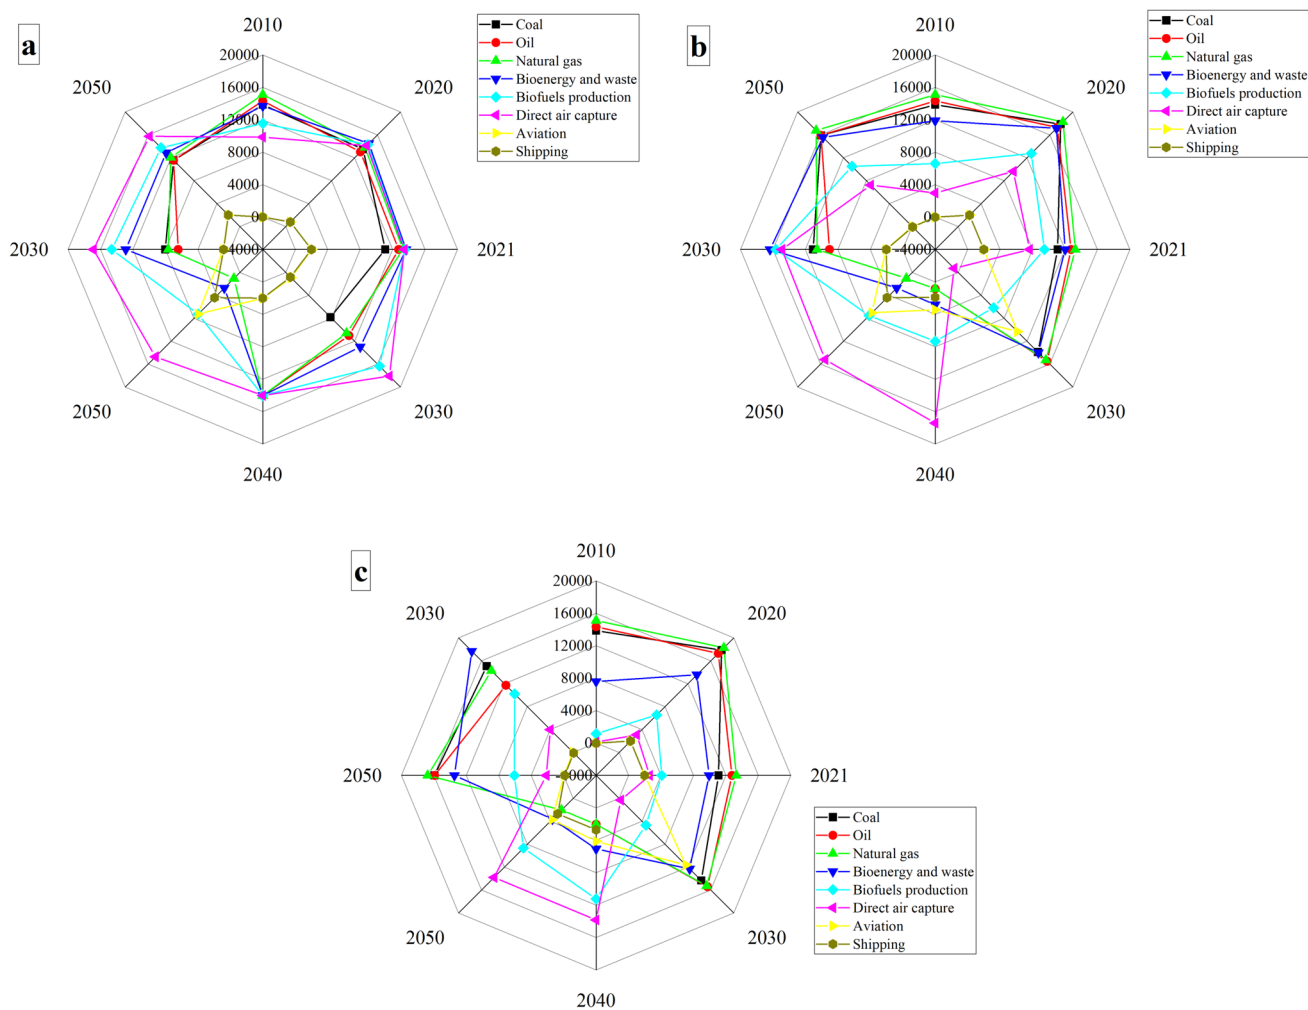 a
2010
2020
2021
2030
2040
2050
2030
2050
20000
16000
12000
8000
4000
0
-4000
Coal
Oil
Natural gas
Bioenergy and waste
Biofuels production
Direct air capture
Aviation
Shipping
b
2010
2020
2021
2030
2040
2050
2030
2050
20000
16000
12000
8000
4000
0
-4000
Coal
Oil
Natural gas
Bioenergy and waste
Biofuels production
Direct air capture
Aviation
Shipping
c
2010
2020
2021
2030
2040
2050
2050
2030
20000
16000
12000
8000
4000
0
-4000
Coal
Oil
Natural gas
Bioenergy and waste
Biofuels production
Direct air capture
Aviation
Shipping